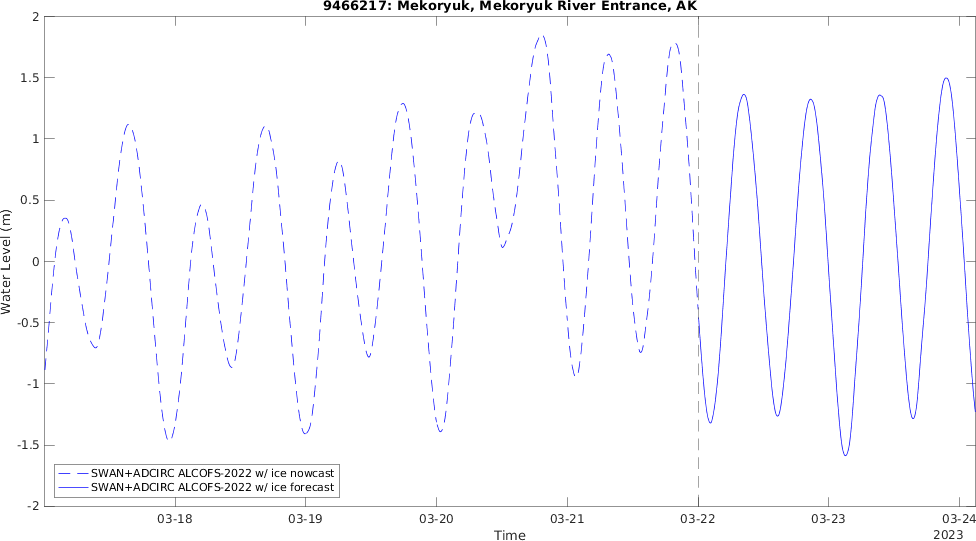 9466217: Mekoryuk, Mekoryuk River Entrance, AK
2
1.5
1
0.5
0
-0.5
-1
-1.5
-2
Water Level (m)
SWAN+ADCIRC ALCOFS-2022 w/ ice nowcast
SWAN+ADCIRC ALCOFS-2022 w/ ice forecast
03-18 03-19 03-20 03-21 03-22 03-23 03-24
Time
2023